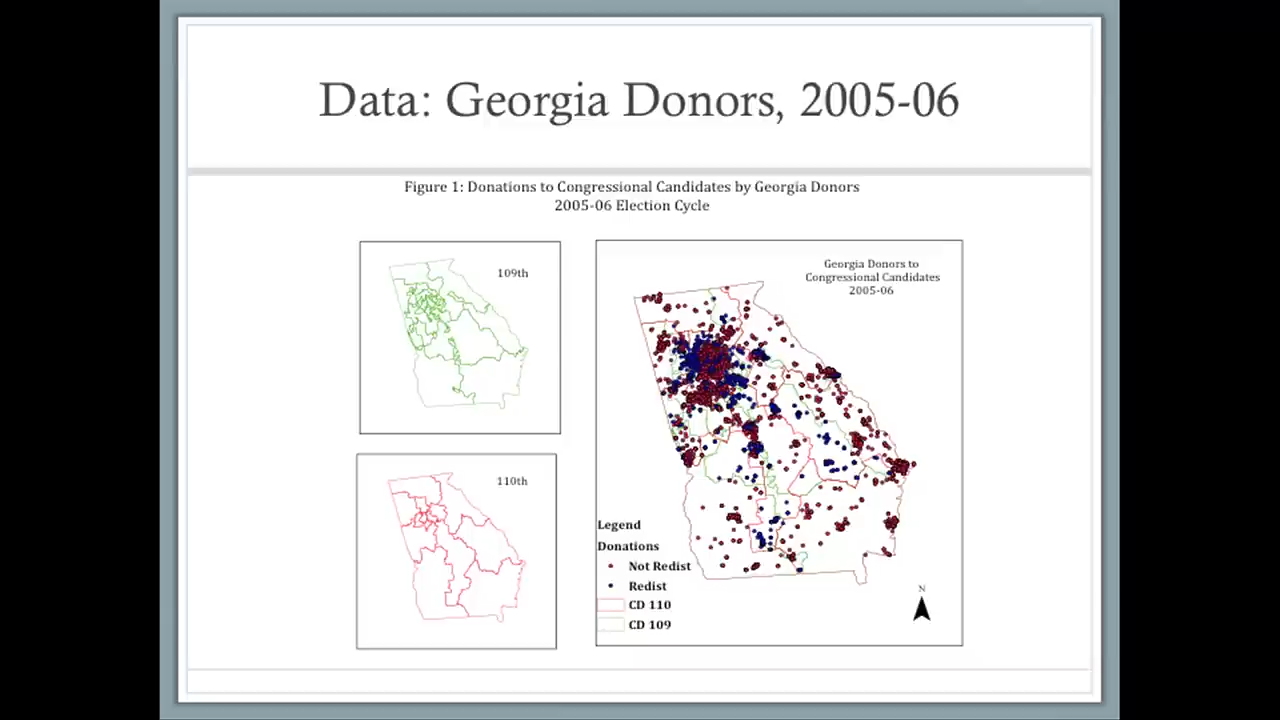 Data: Georgia Donors, 2005-06
Figure 1: Donations to Congressional Candidates by Georgia Donors
2005-06 Election Cycle
109th
110th
Georgia Donors to
Congressional Candidates
2005-06
Legend
Donations
Not Redist
Redist
CD 110
CD 109
N